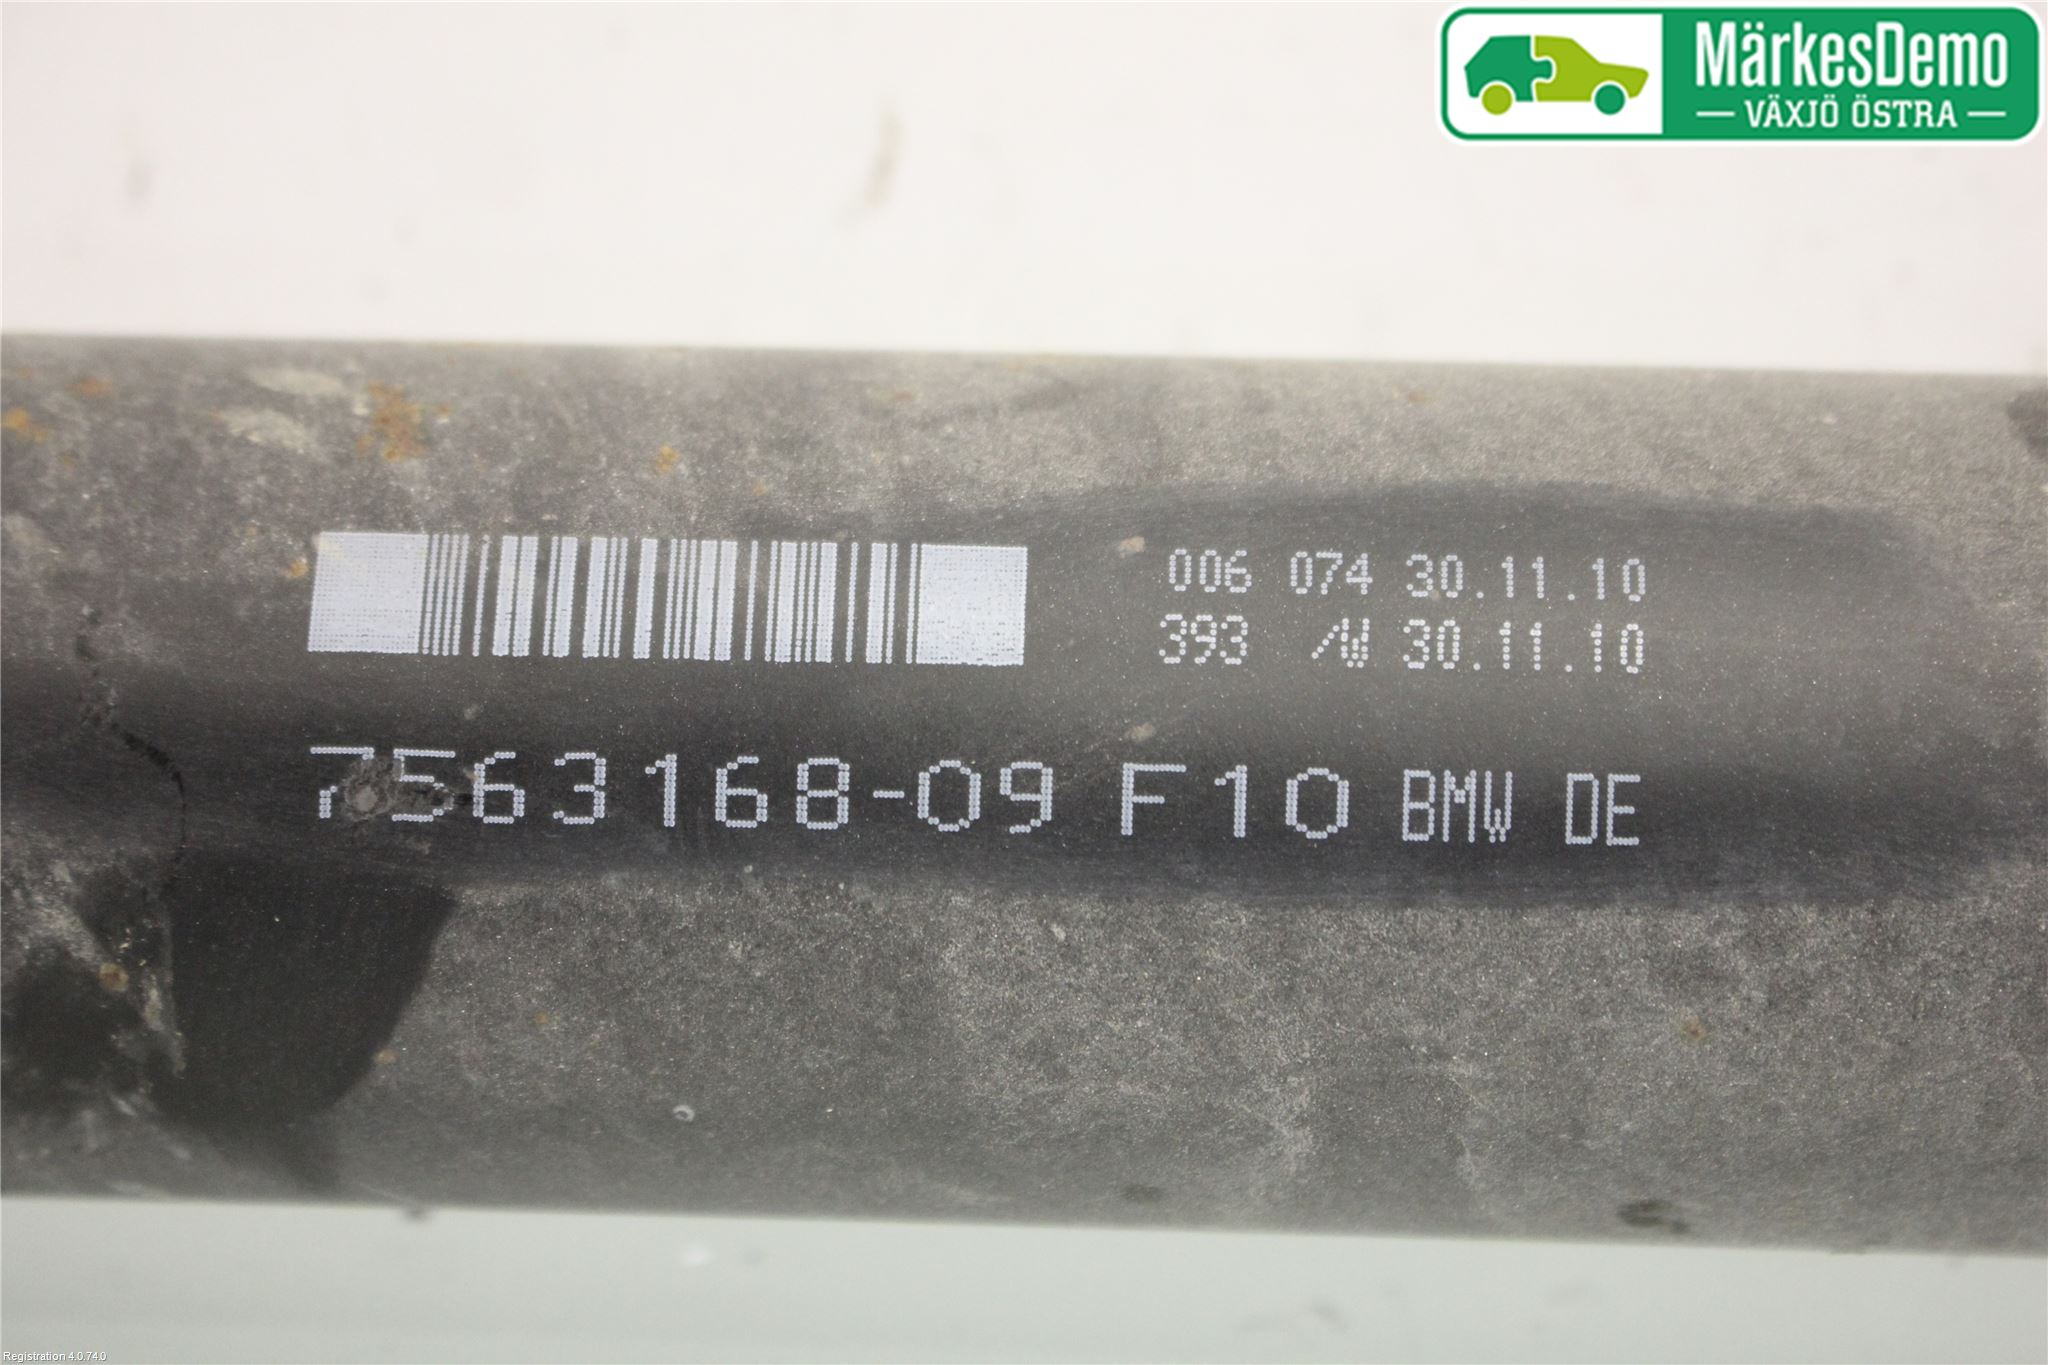 MärkesDemo
VÄXJÖ ÖSTRA
006 074 30.11.10
393 /W 30.11.10
7563168-09 F10 BMW DE
Registration 4.0.74.0